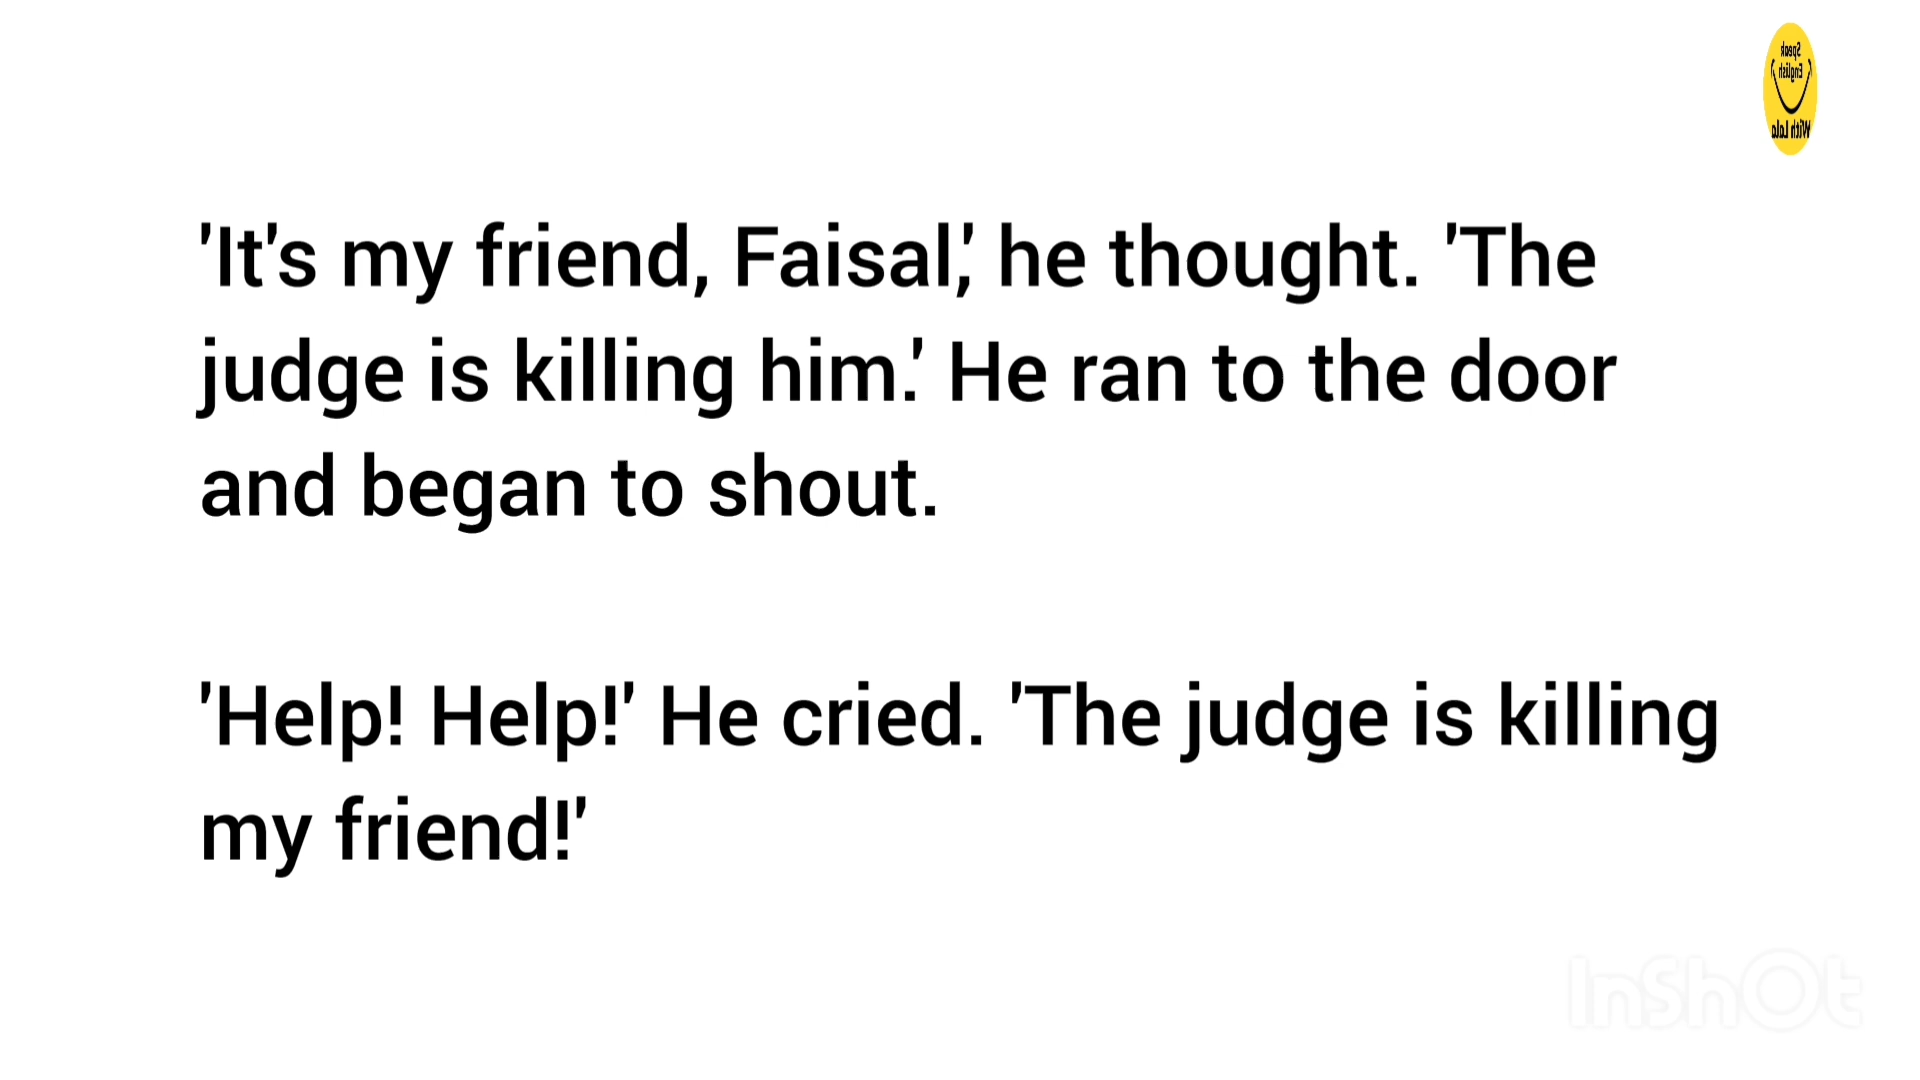 Speak
English
With Lala
'It's my friend, Faisal,' he thought. 'The
judge is killing him.' He ran to the door
and began to shout.
'Help! Help!' He cried. 'The judge is killing
my friend!'
InShOt